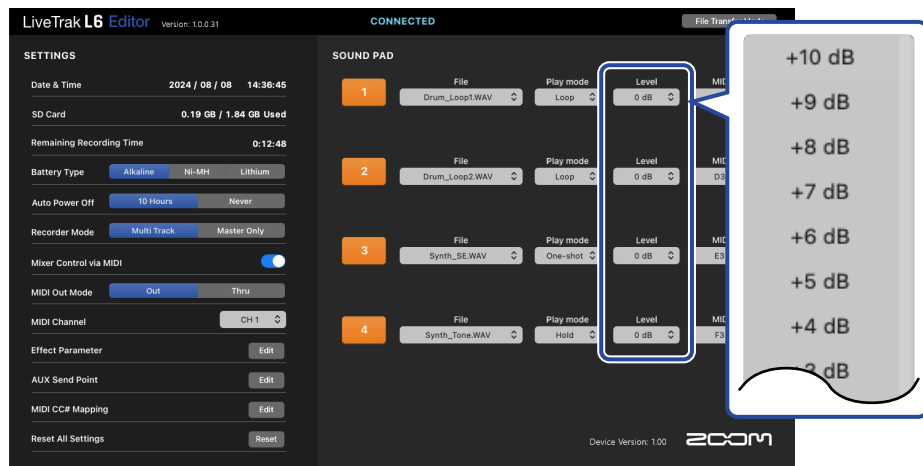 LiveTrak L6 Editor Version: 1.0.0.31
CONNECTED
SETTINGS
Date & Time 2024 / 08 / 08 14:36:45
SD Card 0.19 GB / 1.84 GB Used
Remaining Recording Time 0:12:48
Battery Type Alkaline Ni-MH Lithium
Auto Power Off 10 Hours Never
Recorder Mode Multi Track Master Only
Mixer Control via MIDI
MIDI Out Mode Out Thru
MIDI Channel CH 1
Effect Parameter Edit
AUX Send Point Edit
MIDI CC# Mapping Edit
Reset All Settings Reset
SOUND PAD
File Play mode Level
1 Drum_Loop1.WAV Loop 0 dB
File Play mode Level
2 Drum_Loop2.WAV Loop 0 dB D3
File Play mode Level
3 Synth_SE.WAV One-shot 0 dB E3
File Play mode Level
4 Synth_Tone.WAV Hold 0 dB F3
Device Version: 1.00 ZOOM
+10 dB
+9 dB
+8 dB
+7 dB
+6 dB
+5 dB
+4 dB
+3 dB